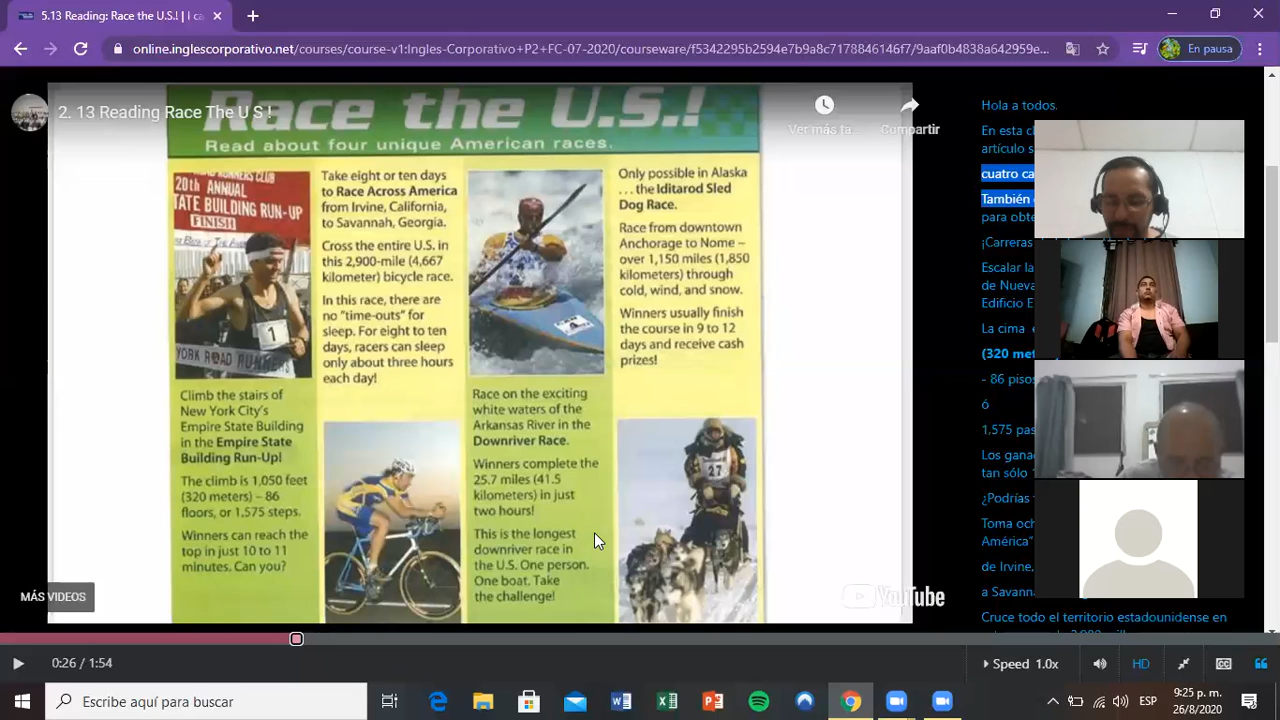 5.13 Reading: Race the U.S.! | I ca
online.inglescorporativo.net/courses/course-v1:Ingles-Corporativo+P2+FC-07-2020/courseware/f5342295b2594e7b9a8c7178846146f7/9aaf0b4838a642959e...
En pausa
2. 13 Reading Race The U S !
Ver más ta...
Compartir
Race the U.S.!
Read about four unique American races.
20th ANNUAL
TATE BUILDING RUN-UP
FINISH
1
YORK ROAD RUNNERS
Climb the stairs of
New York City's
Empire State Building
in the Empire State
Building Run-Up!
The climb is 1,050 feet
(320 meters) – 86
floors, or 1,575 steps.
Winners can reach the
top in just 10 to 11
minutes. Can you?
Take eight or ten days
to Race Across America
from Irvine, California,
to Savannah, Georgia.
Cross the entire U.S. in
this 2,900-mile (4,667
kilometer) bicycle race.
In this race, there are
no "time-outs" for
sleep. For eight to ten
days, racers can sleep
only about three hours
each day!
Race on the exciting
white waters of the
Arkansas River in the
Downriver Race.
Winners complete the
25.7 miles (41.5
kilometers) in just
two hours!
This is the longest
downriver race in
the U.S. One person.
One boat. Take
the challenge!
Only possible in Alaska
. . . the Iditarod Sled
Dog Race.
Race from downtown
Anchorage to Nome –
over 1,150 miles (1,850
kilometers) through
cold, wind, and snow.
Winners usually finish
the course in 9 to 12
days and receive cash
prizes!
27
MÁS VIDEOS
YouTube
Hola a todos.
En esta cl
artículo s
cuatro ca
También
para obte
¡Carreras
Escalar la
de Nueva
Edificio E
La cima e
(320 met
- 86 pisos
ó
1,575 pas
Los gana
tan sólo 1
¿Podrías
Toma och
América"
de Irvine,
a Savann
Cruce todo el territorio estadounidense en
0:26 / 1:54
Speed 1.0x
HD
Escribe aquí para buscar
ESP
9:25 p. m.
26/8/2020